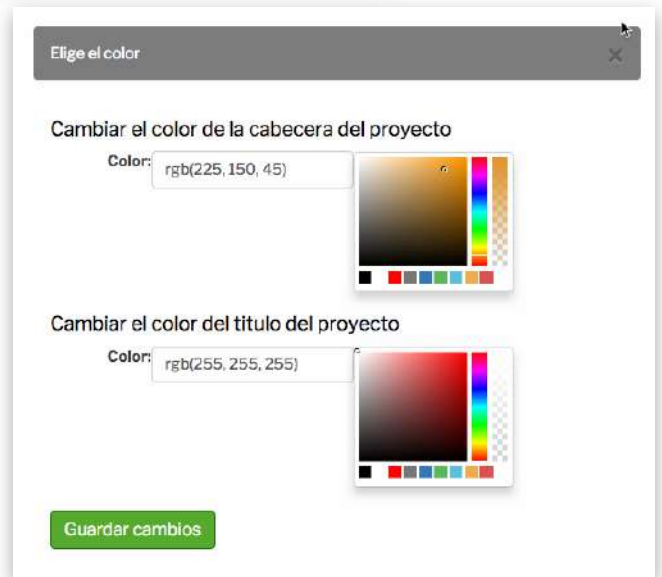 Elige el color
Cambiar el color de la cabecera del proyecto
Color: rgb(225, 150, 45)
Cambiar el color del titulo del proyecto
Color: rgb(255, 255, 255)
Guardar cambios